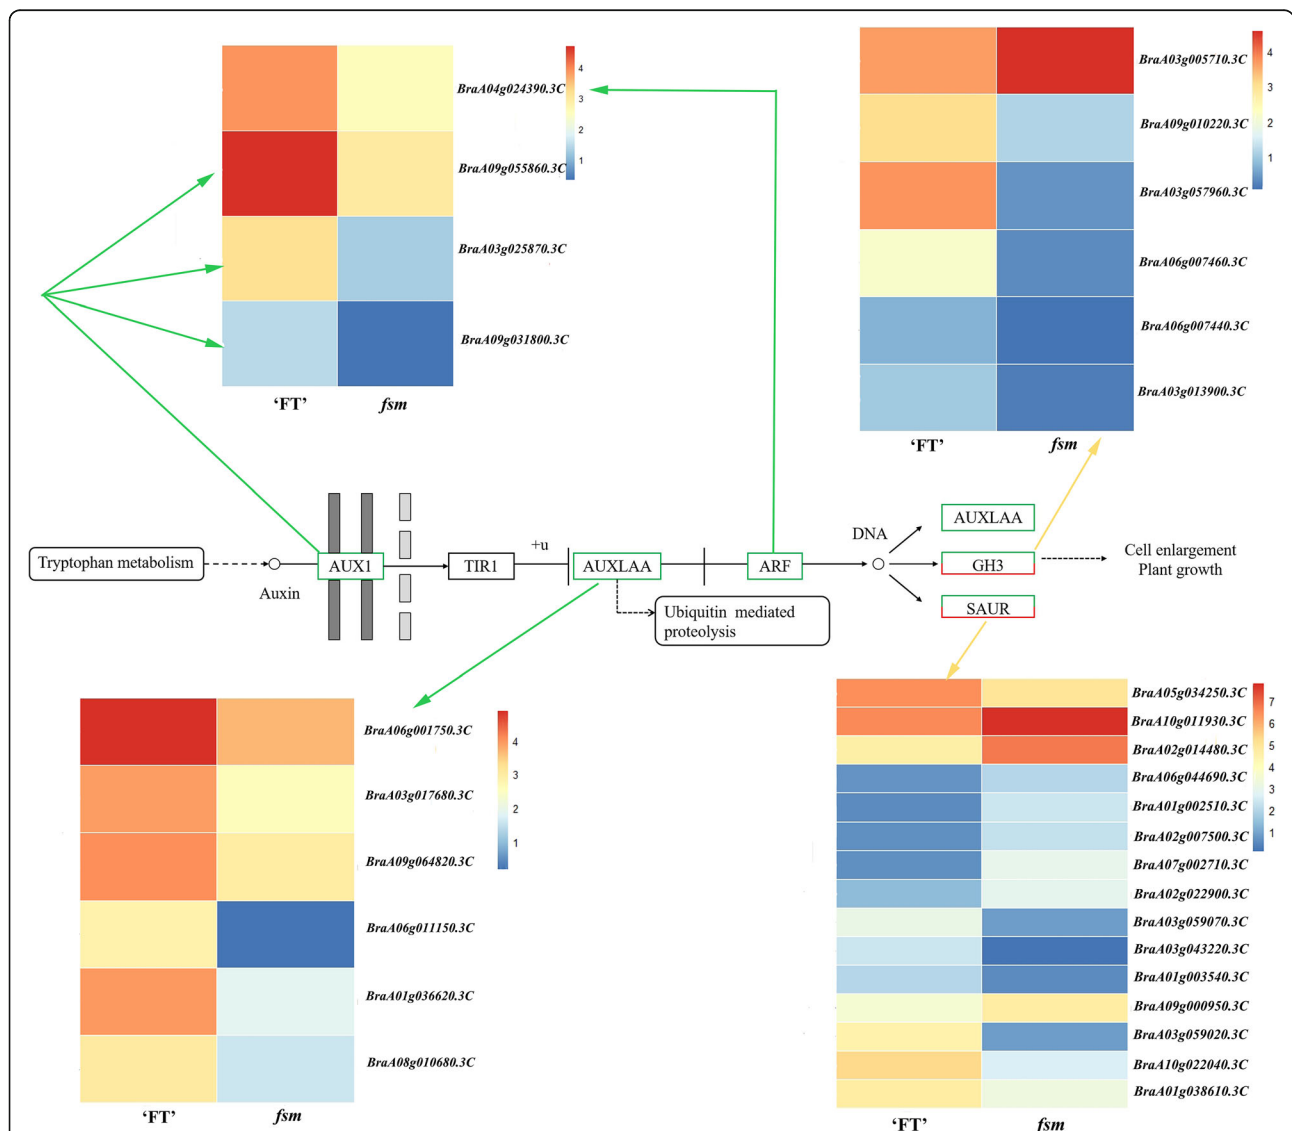 4
3
2
1
BraA04g024390.3C
BraA09g055860.3C
BraA03g025870.3C
BraA09g031800.3C
‘FT’
fsm
4
3
2
1
BraA03g005710.3C
BraA09g010220.3C
BraA03g057960.3C
BraA06g007460.3C
BraA06g007440.3C
BraA03g013900.3C
‘FT’
fsm
Tryptophan metabolism
Auxin
AUX1
TIR1
+u
AUXLAA
Ubiquitin mediated
proteolysis
ARF
DNA
AUXLAA
GH3
SAUR
Cell enlargement
Plant growth
BraA06g001750.3C
BraA03g017680.3C
BraA09g064820.3C
BraA06g011150.3C
BraA01g036620.3C
BraA08g010680.3C
4
3
2
1
‘FT’
fsm
BraA05g034250.3C
BraA10g011930.3C
BraA02g014480.3C
BraA06g044690.3C
BraA01g002510.3C
BraA02g007500.3C
BraA07g002710.3C
BraA02g022900.3C
BraA03g059070.3C
BraA03g043220.3C
BraA01g003540.3C
BraA09g000950.3C
BraA03g059020.3C
BraA10g022040.3C
BraA01g038610.3C
7
6
5
4
3
2
1
‘FT’
fsm